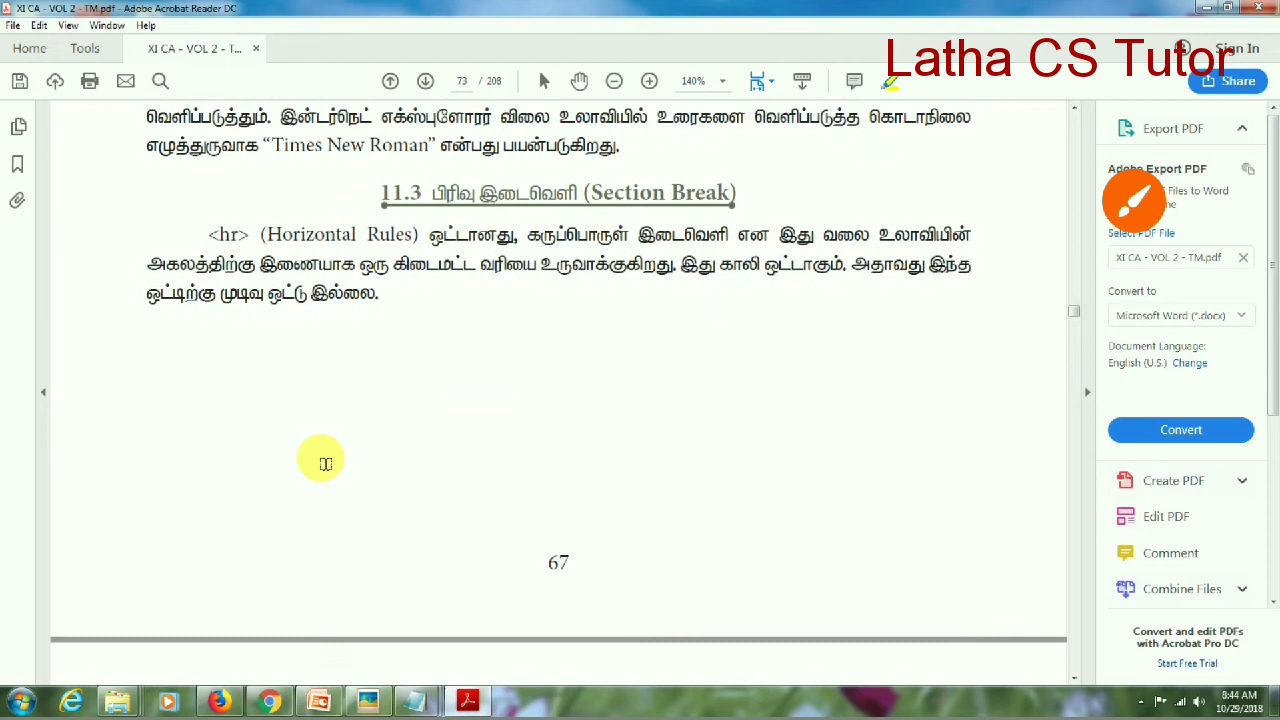 XI CA - VOL 2 - TM.pdf - Adobe Acrobat Reader DC
File Edit View Window Help
Home Tools XI CA - VOL 2 - T... × Sign In
Latha CS Tutor
73 / 208 140% Share
வெளிப்படுத்தும். இன்டர்நெட் எக்ஸ்புளோரர் விலை உலாவியில் உரைகளை வெளிப்படுத்த கொடாநிலை
எழுத்துருவாக “Times New Roman” என்பது பயன்படுகிறது.
11.3 பிரிவு இடைவெளி (Section Break)
<hr> (Horizontal Rules) ஒட்டானது, கருப்பொருள் இடைவெளி என இது வலை உலாவியின்
அகலத்திற்கு இணையாக ஒரு கிடைமட்ட வரியை உருவாக்குகிறது. இது காலி ஒட்டாகும். அதாவது இந்த
ஒட்டிற்கு முடிவு ஒட்டு இல்லை.
67
Export PDF
Adobe Export PDF
Files to Word
Select PDF File
XI CA - VOL 2 - TM.pdf
Convert to
Microsoft Word (*.docx)
Document Language:
English (U.S.) Change
Convert
Create PDF
Edit PDF
Comment
Combine Files
Convert and edit PDFs
with Acrobat Pro DC
Start Free Trial
8:44 AM
10/29/2018